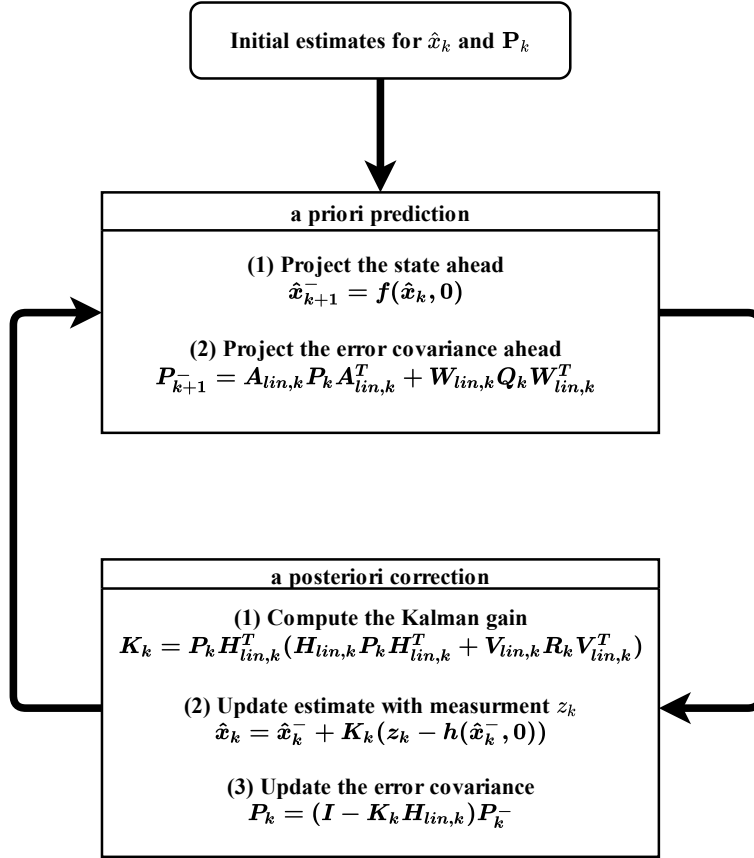 Initial estimates for x̂_k and P_k
a priori prediction
(1) Project the state ahead
x̂⁻_{k+1} = f(x̂_k, 0)
(2) Project the error covariance ahead
P⁻_{k+1} = A_{lin,k} P_k A^T_{lin,k} + W_{lin,k} Q_k W^T_{lin,k}
a posteriori correction
(1) Compute the Kalman gain
K_k = P_k H^T_{lin,k} (H_{lin,k} P_k H^T_{lin,k} + V_{lin,k} R_k V^T_{lin,k})
(2) Update estimate with measurment z_k
x̂_k = x̂⁻_k + K_k(z_k − h(x̂⁻_k, 0))
(3) Update the error covariance
P_k = (I − K_k H_{lin,k}) P⁻_k